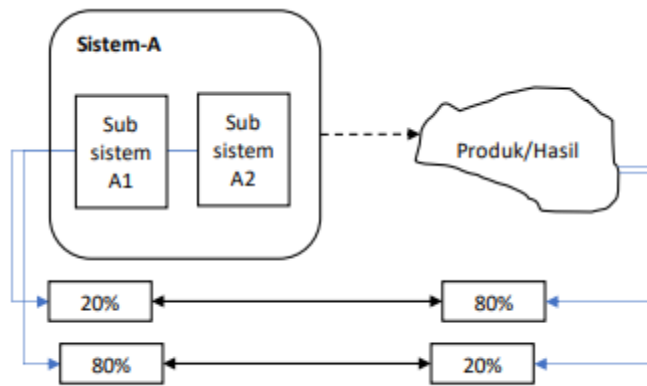 Sistem-A
Sub
sistem
A1
Sub
sistem
A2
Produk/Hasil
20%
80%
80%
20%